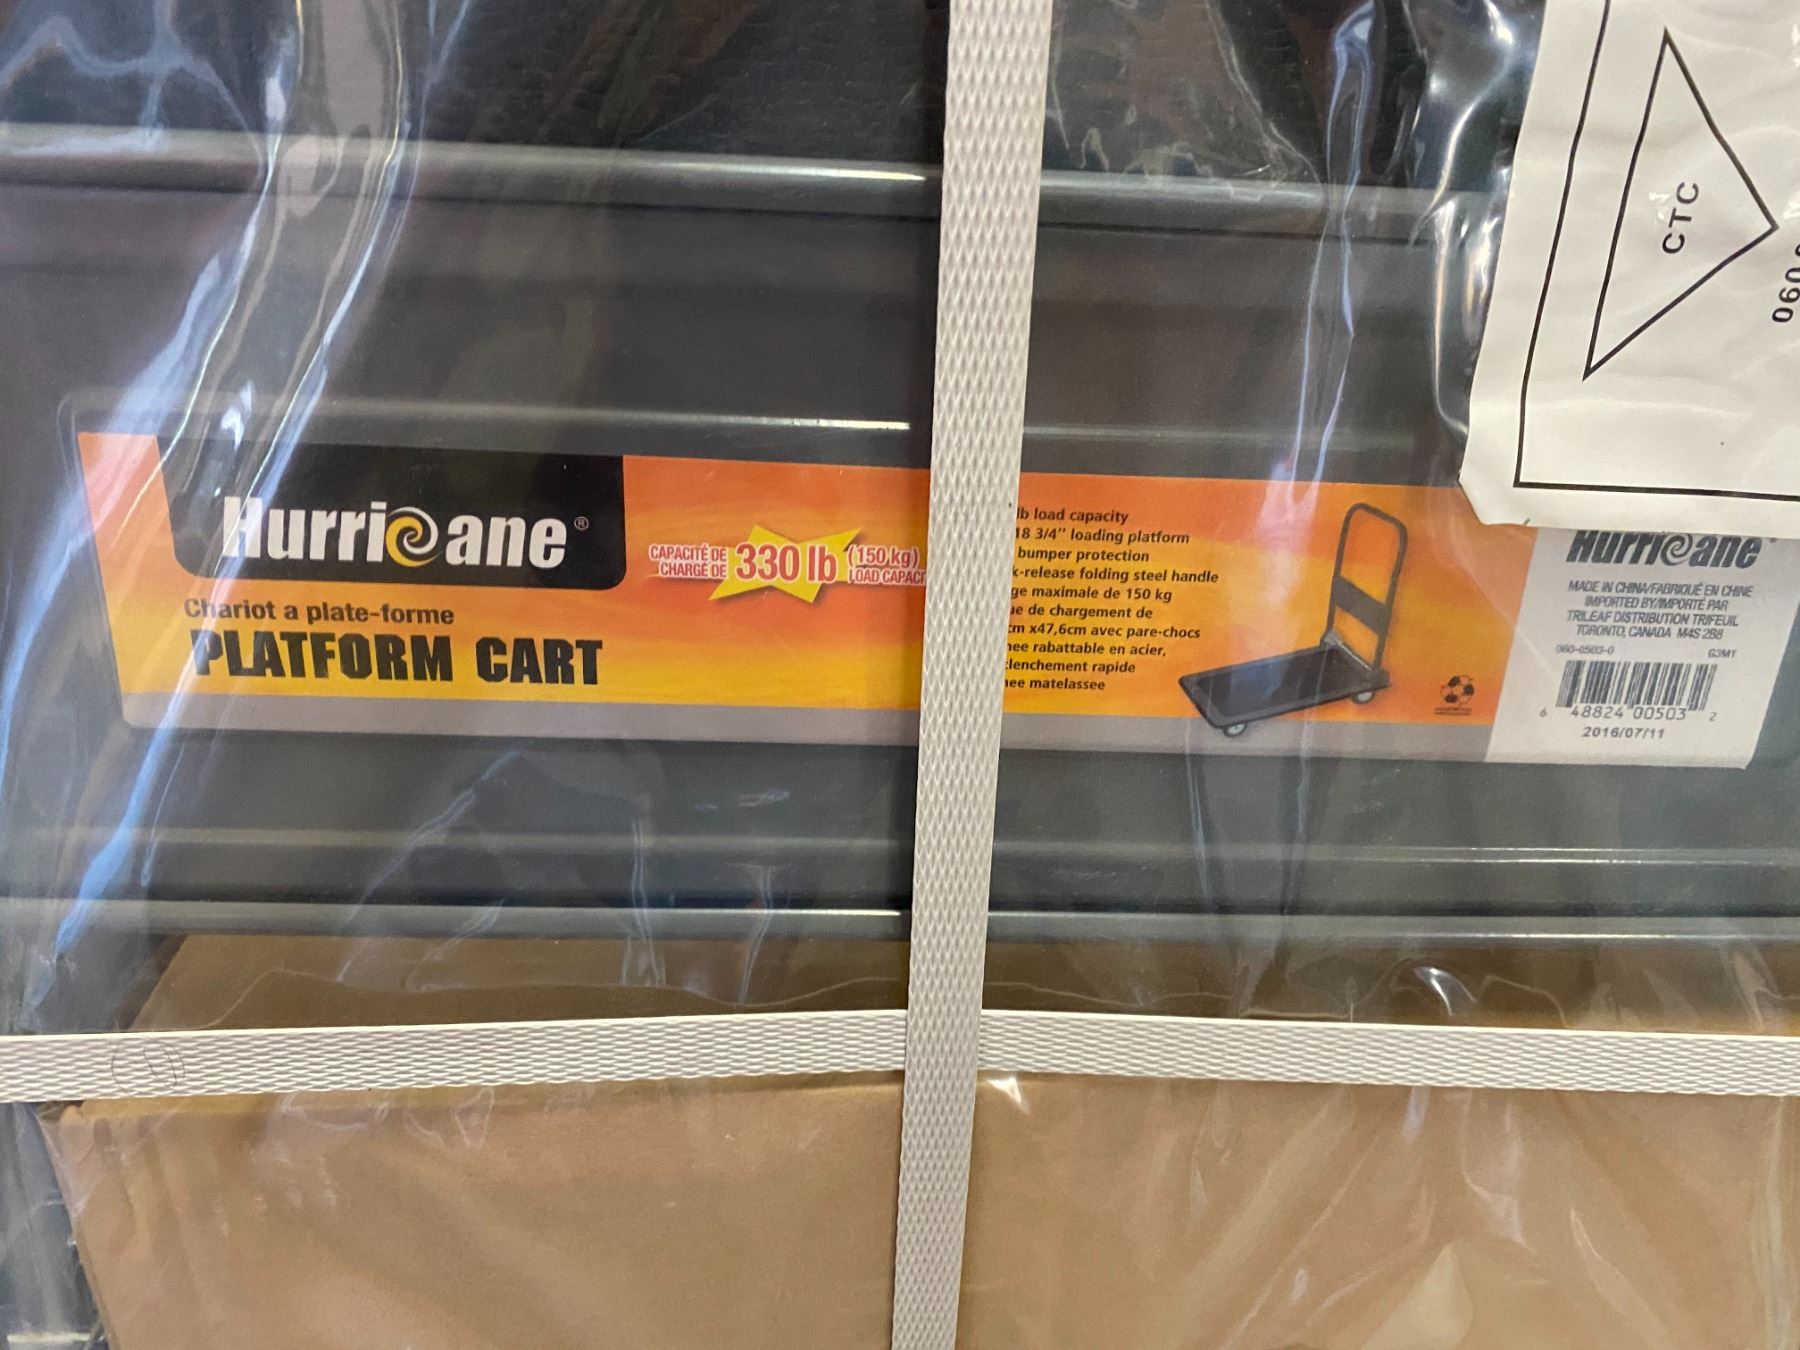 Hurricane®
Chariot a plate-forme
PLATFORM CART
CAPACITÉ DE
CHARGE DE
330 lb
(150 kg)
LOAD CAPACI
lb load capacity
18 3/4" loading platform
bumper protection
k-release folding steel handle
ge maximale de 150 kg
ue de chargement de
cm x47,6cm avec pare-chocs
nee rabattable en acier,
clenchement rapide
nee matelassee
Hurricane
MADE IN CHINA/FABRIQUÉ EN CHINE
IMPORTED BY/IMPORTÉ PAR
TRILEAF DISTRIBUTION TRIFEUIL
TORONTO, CANADA M4S 2B8
060-0503-0 G3MY
6 48824 00503 2
2016/07/11
CTC
060